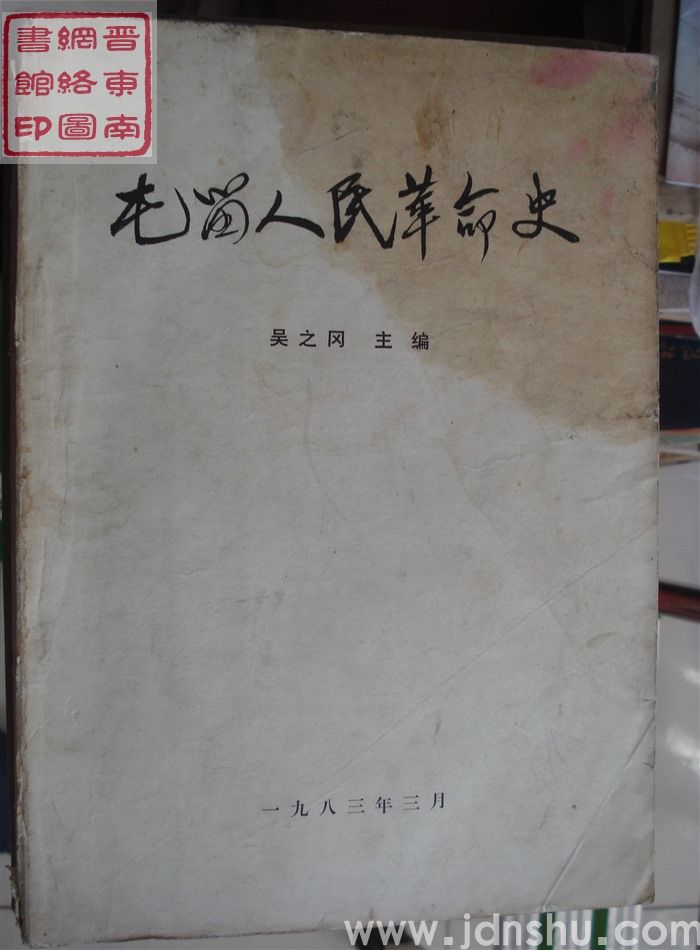 晋東南
網絡圖
書館印
屯留人民革命史
吴之冈 主编
一九八三年三月
www.jdnshu.com